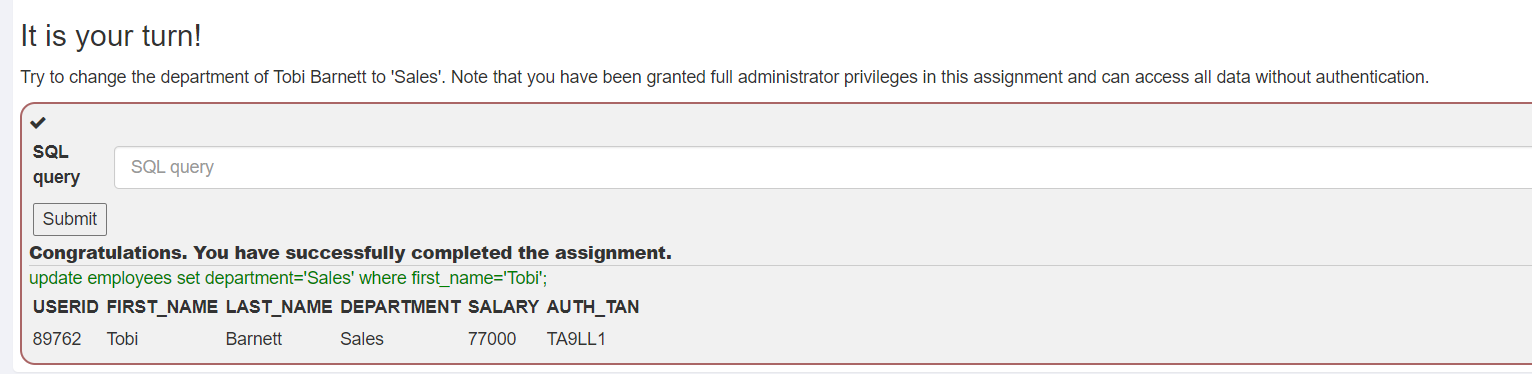 It is your turn!
Try to change the department of Tobi Barnett to 'Sales'. Note that you have been granted full administrator privileges in this assignment and can access all data without authentication.
SQL
query
SQL query
Submit
Congratulations. You have successfully completed the assignment.
update employees set department='Sales' where first_name='Tobi';
USERID FIRST_NAME LAST_NAME DEPARTMENT SALARY AUTH_TAN
89762 Tobi Barnett Sales 77000 TA9LL1